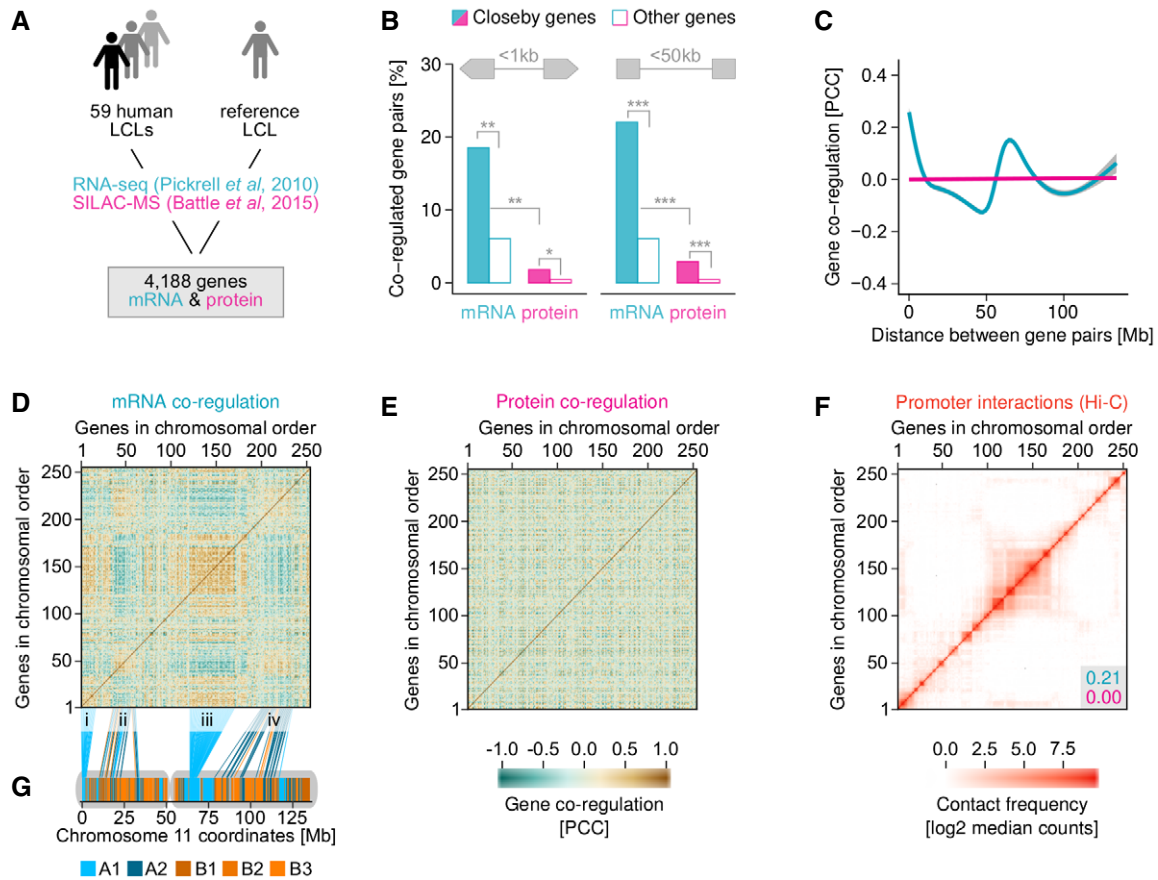 A
59 human
LCLs
reference
LCL
RNA-seq (Pickrell et al, 2010)
SILAC-MS (Battle et al, 2015)
4,188 genes
mRNA & protein
B
Closeby genes
Other genes
<1kb
<50kb
Co-regulated gene pairs [%]
30
20
10
0
**
**
*
***
***
***
mRNA protein
mRNA protein
C
Gene co-regulation [PCC]
0.4
0.2
0.0
−0.2
−0.4
0 50 100
Distance between gene pairs [Mb]
D
mRNA co-regulation
Genes in chromosomal order
1 50 100 150 200 250
Genes in chromosomal order
250
200
150
100
50
1
i ii iii iv
E
Protein co-regulation
Genes in chromosomal order
1 50 100 150 200 250
Genes in chromosomal order
250
200
150
100
50
1
-1.0 -0.5 0.0 0.5 1.0
Gene co-regulation
[PCC]
F
Promoter interactions (Hi-C)
Genes in chromosomal order
1 50 100 150 200 250
Genes in chromosomal order
250
200
150
100
50
1
0.21
0.00
0.0 2.5 5.0 7.5
Contact frequency
[log2 median counts]
G
0 25 50 75 100 125
Chromosome 11 coordinates [Mb]
A1 A2 B1 B2 B3